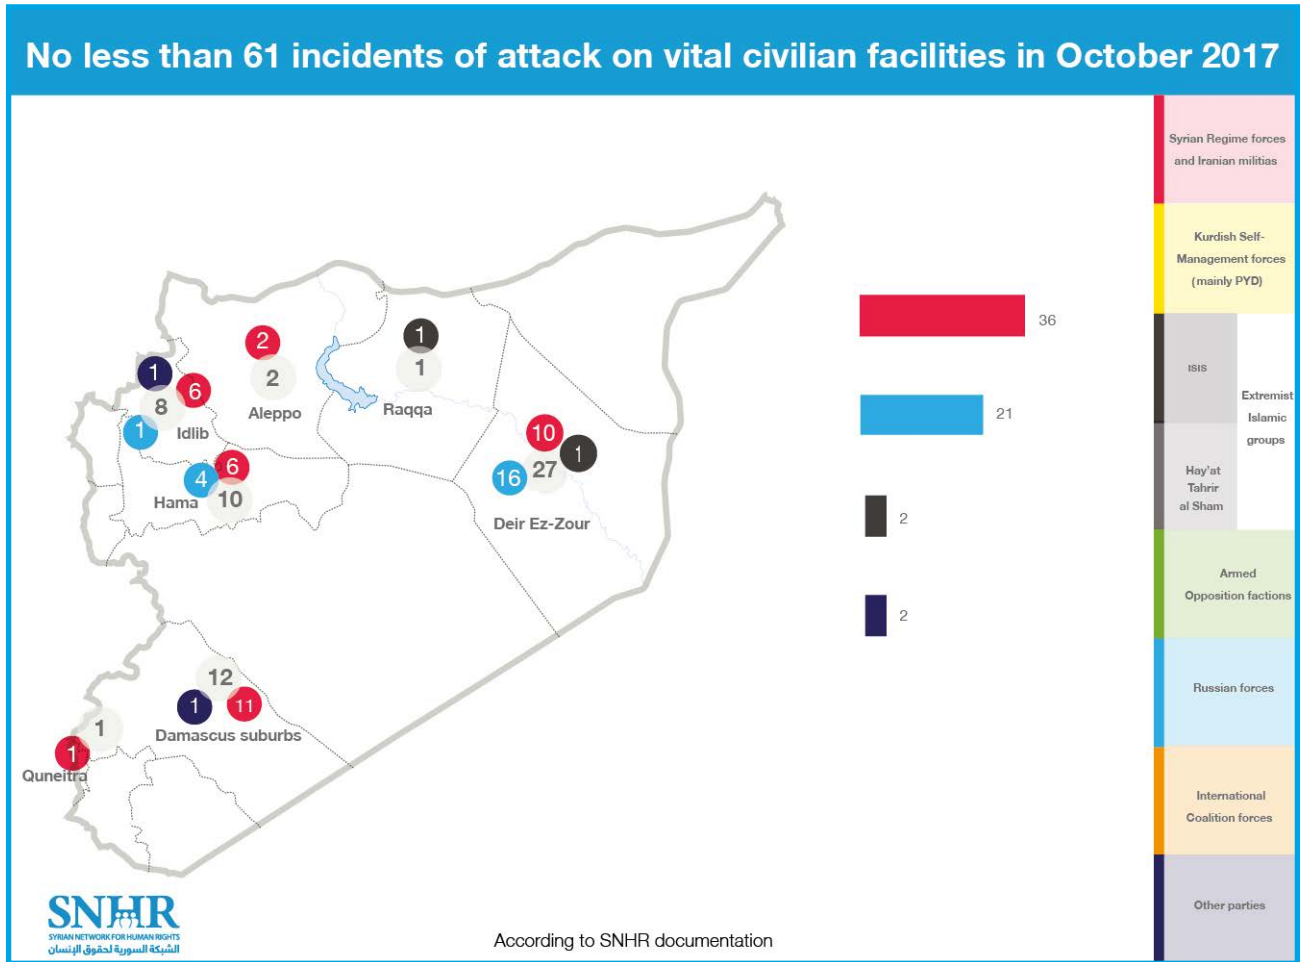 No less than 61 incidents of attack on vital civilian facilities in October 2017
2
2
Aleppo
1
1
Raqqa
1
6
8
1
Idlib
6
4
10
Hama
10
1
16
27
Deir Ez-Zour
12
1
11
Damascus suburbs
1
1
Quneitra
36
21
2
2
Syrian Regime forces
and Iranian militias
Kurdish Self-
Management forces
(mainly PYD)
ISIS
Extremist
Islamic
groups
Hay'at
Tahrir
al Sham
Armed
Opposition factions
Russian forces
International
Coalition forces
Other parties
SNHR
SYRIAN NETWORK FOR HUMAN RIGHTS
الشبكة السورية لحقوق الإنسان
According to SNHR documentation